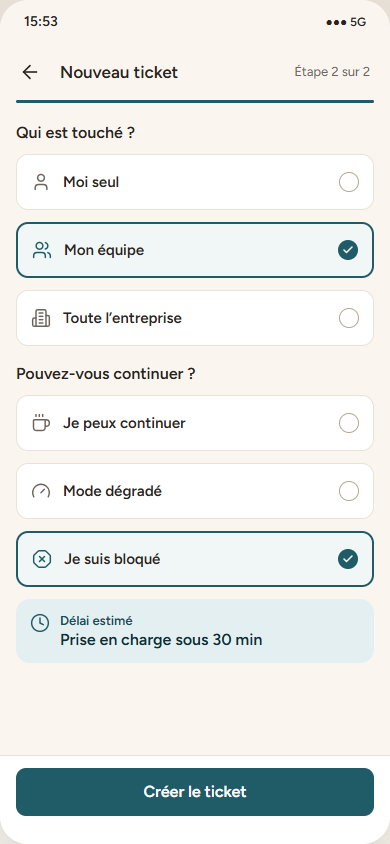 15:53
5G
Nouveau ticket
Étape 2 sur 2
Qui est touché ?
Moi seul
Mon équipe
Toute l’entreprise
Pouvez-vous continuer ?
Je peux continuer
Mode dégradé
Je suis bloqué
Délai estimé
Prise en charge sous 30 min
Créer le ticket